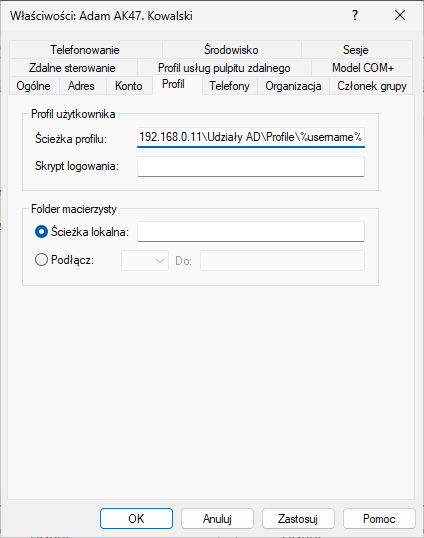 Właściwości: Adam AK47. Kowalski
?
Telefonowanie Środowisko Sesje
Zdalne sterowanie Profil usług pulpitu zdalnego Model COM+
Ogólne Adres Konto Profil Telefony Organizacja Członek grupy
Profil użytkownika
Ścieżka profilu: 192.168.0.11\Udziały AD\Profile\%username%
Skrypt logowania:
Folder macierzysty
Ścieżka lokalna:
Podłącz: Do:
OK Anuluj Zastosuj Pomoc